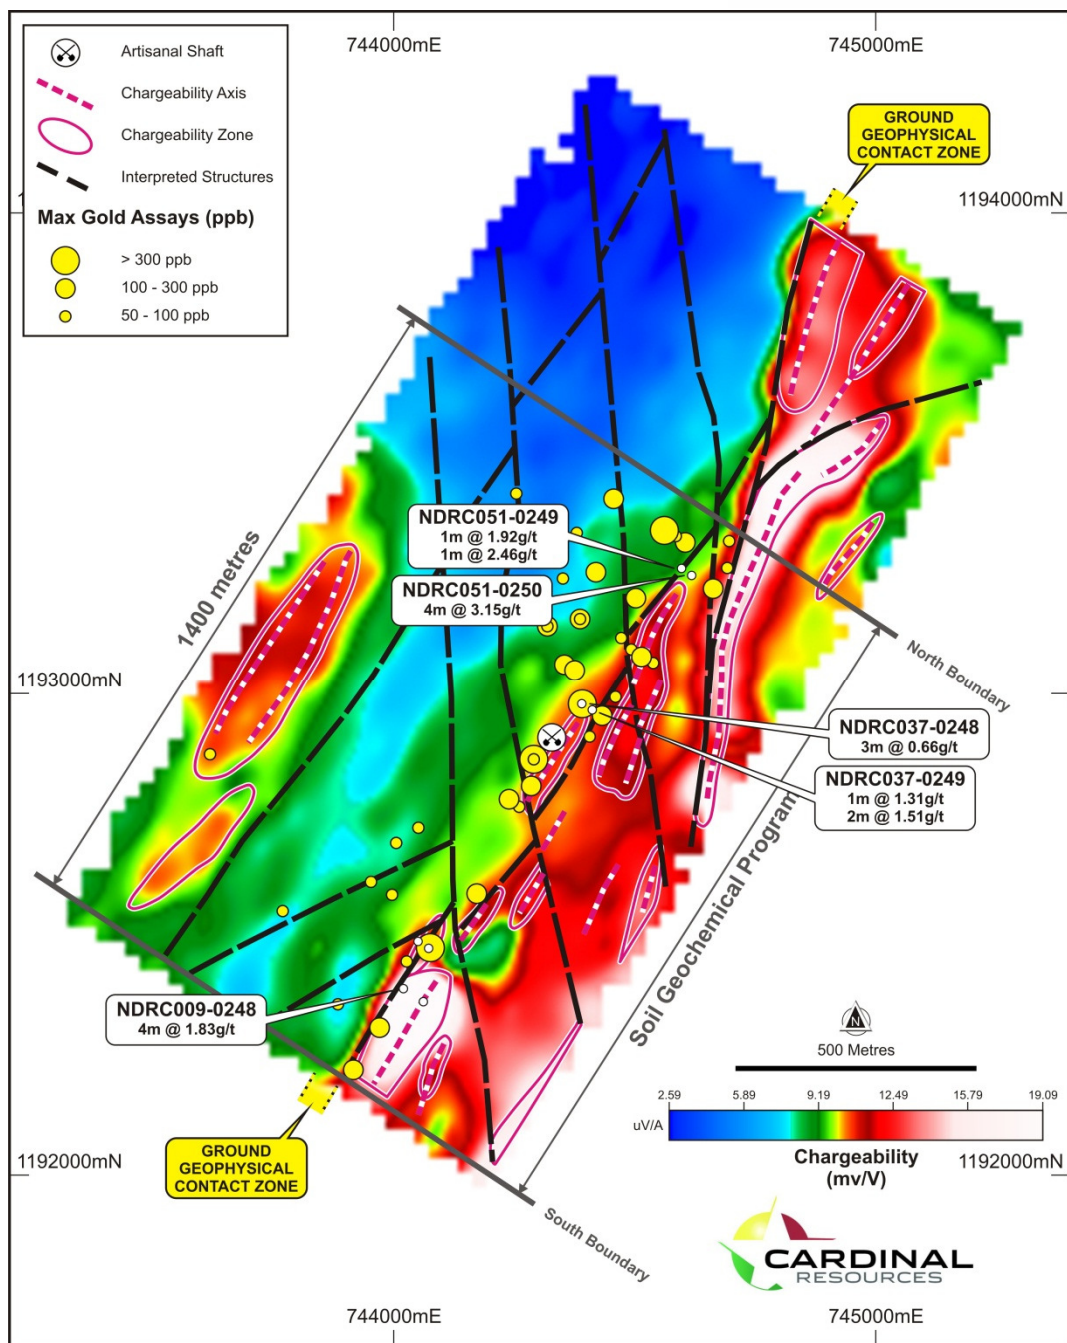 744000mE
745000mE
Artisanal Shaft
Chargeability Axis
Chargeability Zone
Interpreted Structures
Max Gold Assays (ppb)
> 300 ppb
100 - 300 ppb
50 - 100 ppb
GROUND
GEOPHYSICAL
CONTACT ZONE
1194000mN
NDRC051-0249
1m @ 1.92g/t
1m @ 2.46g/t
NDRC051-0250
4m @ 3.15g/t
1400 metres
North Boundary
1193000mN
NDRC037-0248
3m @ 0.66g/t
NDRC037-0249
1m @ 1.31g/t
2m @ 1.51g/t
Soil Geochemical Program
NDRC009-0248
4m @ 1.83g/t
N
500 Metres
2.59 5.89 9.19 12.49 15.79 19.09
uV/A
Chargeability
(mv/V)
GROUND
GEOPHYSICAL
CONTACT ZONE
1192000mN
1192000mN
South Boundary
CARDINAL
RESOURCES
744000mE
745000mE